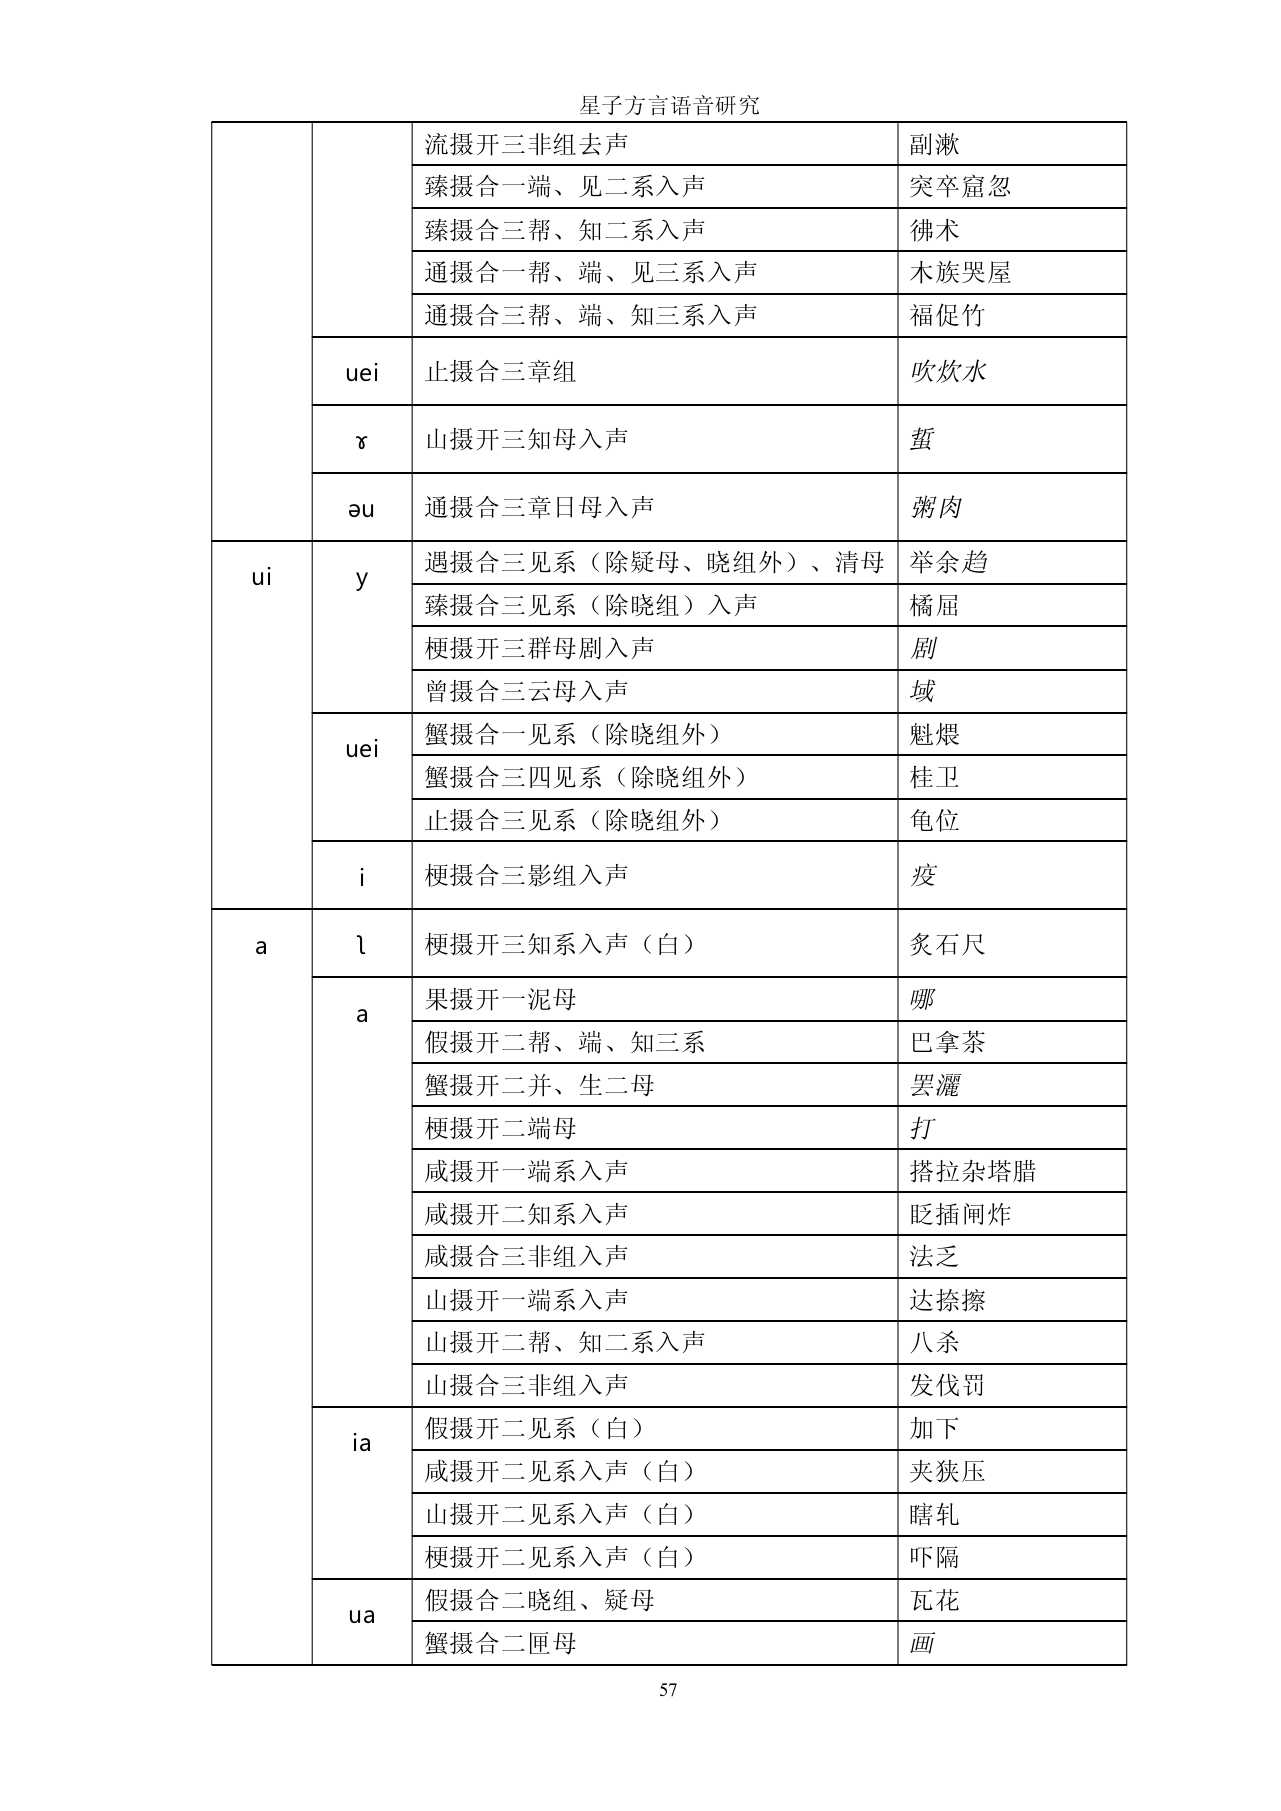 星子方言语音研究
流摄开三非组去声 副漱
臻摄合一端、见二系入声 突卒窟忽
臻摄合三帮、知二系入声 彿术
通摄合一帮、端、见三系入声 木族哭屋
通摄合三帮、端、知三系入声 福促竹
uei 止摄合三章组 吹炊水
ɤ 山摄开三知母入声 蜇
əu 通摄合三章日母入声 粥肉
ui y 遇摄合三见系（除疑母、晓组外）、清母 举余趋
臻摄合三见系（除晓组）入声 橘屈
梗摄开三群母剧入声 剧
曾摄合三云母入声 域
uei 蟹摄合一见系（除晓组外） 魁煨
蟹摄合三四见系（除晓组外） 桂卫
止摄合三见系（除晓组外） 龟位
i 梗摄合三影组入声 疫
a ʅ 梗摄开三知系入声（白） 炙石尺
a 果摄开一泥母 哪
假摄开二帮、端、知三系 巴拿茶
蟹摄开二并、生二母 罢灑
梗摄开二端母 打
咸摄开一端系入声 搭拉杂塔腊
咸摄开二知系入声 眨插闸炸
咸摄合三非组入声 法乏
山摄开一端系入声 达捺擦
山摄开二帮、知二系入声 八杀
山摄合三非组入声 发伐罚
ia 假摄开二见系（白） 加下
咸摄开二见系入声（白） 夹狭压
山摄开二见系入声（白） 瞎轧
梗摄开二见系入声（白） 吓隔
ua 假摄合二晓组、疑母 瓦花
蟹摄合二匣母 画
57